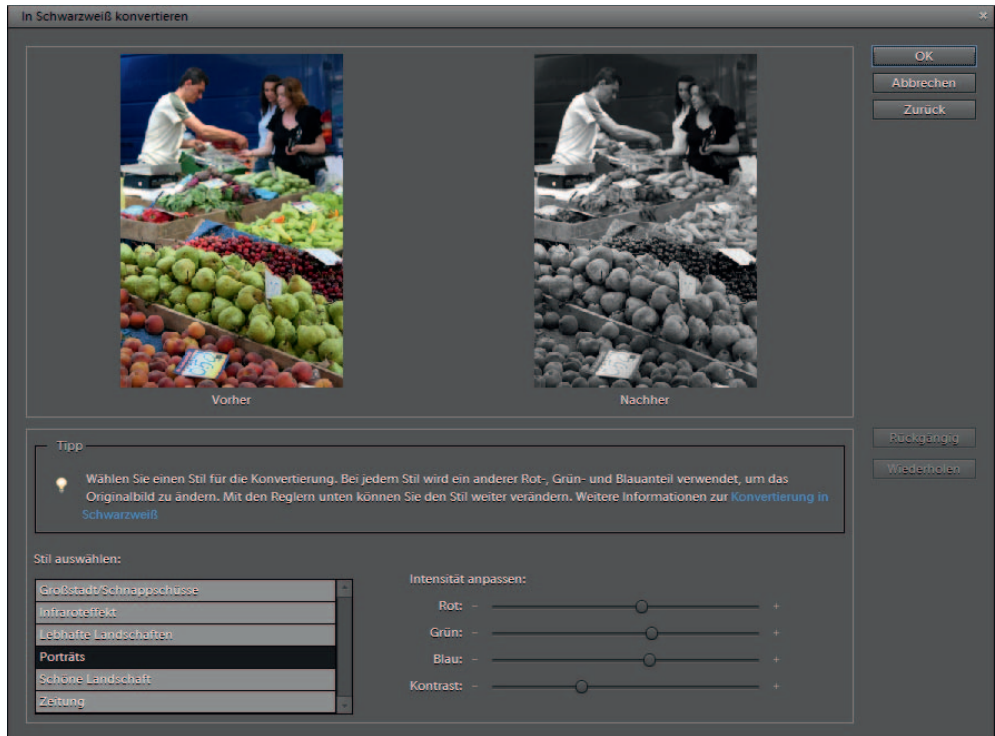 In Schwarzweiß konvertieren
OK
Abbrechen
Zurück
Vorher
Nachher
Rückgängig
Wiederholen
Tipp
Wählen Sie einen Stil für die Konvertierung. Bei jedem Stil wird ein anderer Rot-, Grün- und Blauanteil verwendet, um das
Originalbild zu ändern. Mit den Reglern unten können Sie den Stil weiter verändern. Weitere Informationen zur Konvertierung in
Schwarzweiß
Stil auswählen:
Großstadt/Schnappschüsse
Infraroteffekt
Lebhafte Landschaften
Porträts
Schöne Landschaft
Zeitung
Intensität anpassen:
Rot: - +
Grün: - +
Blau: - +
Kontrast: - +